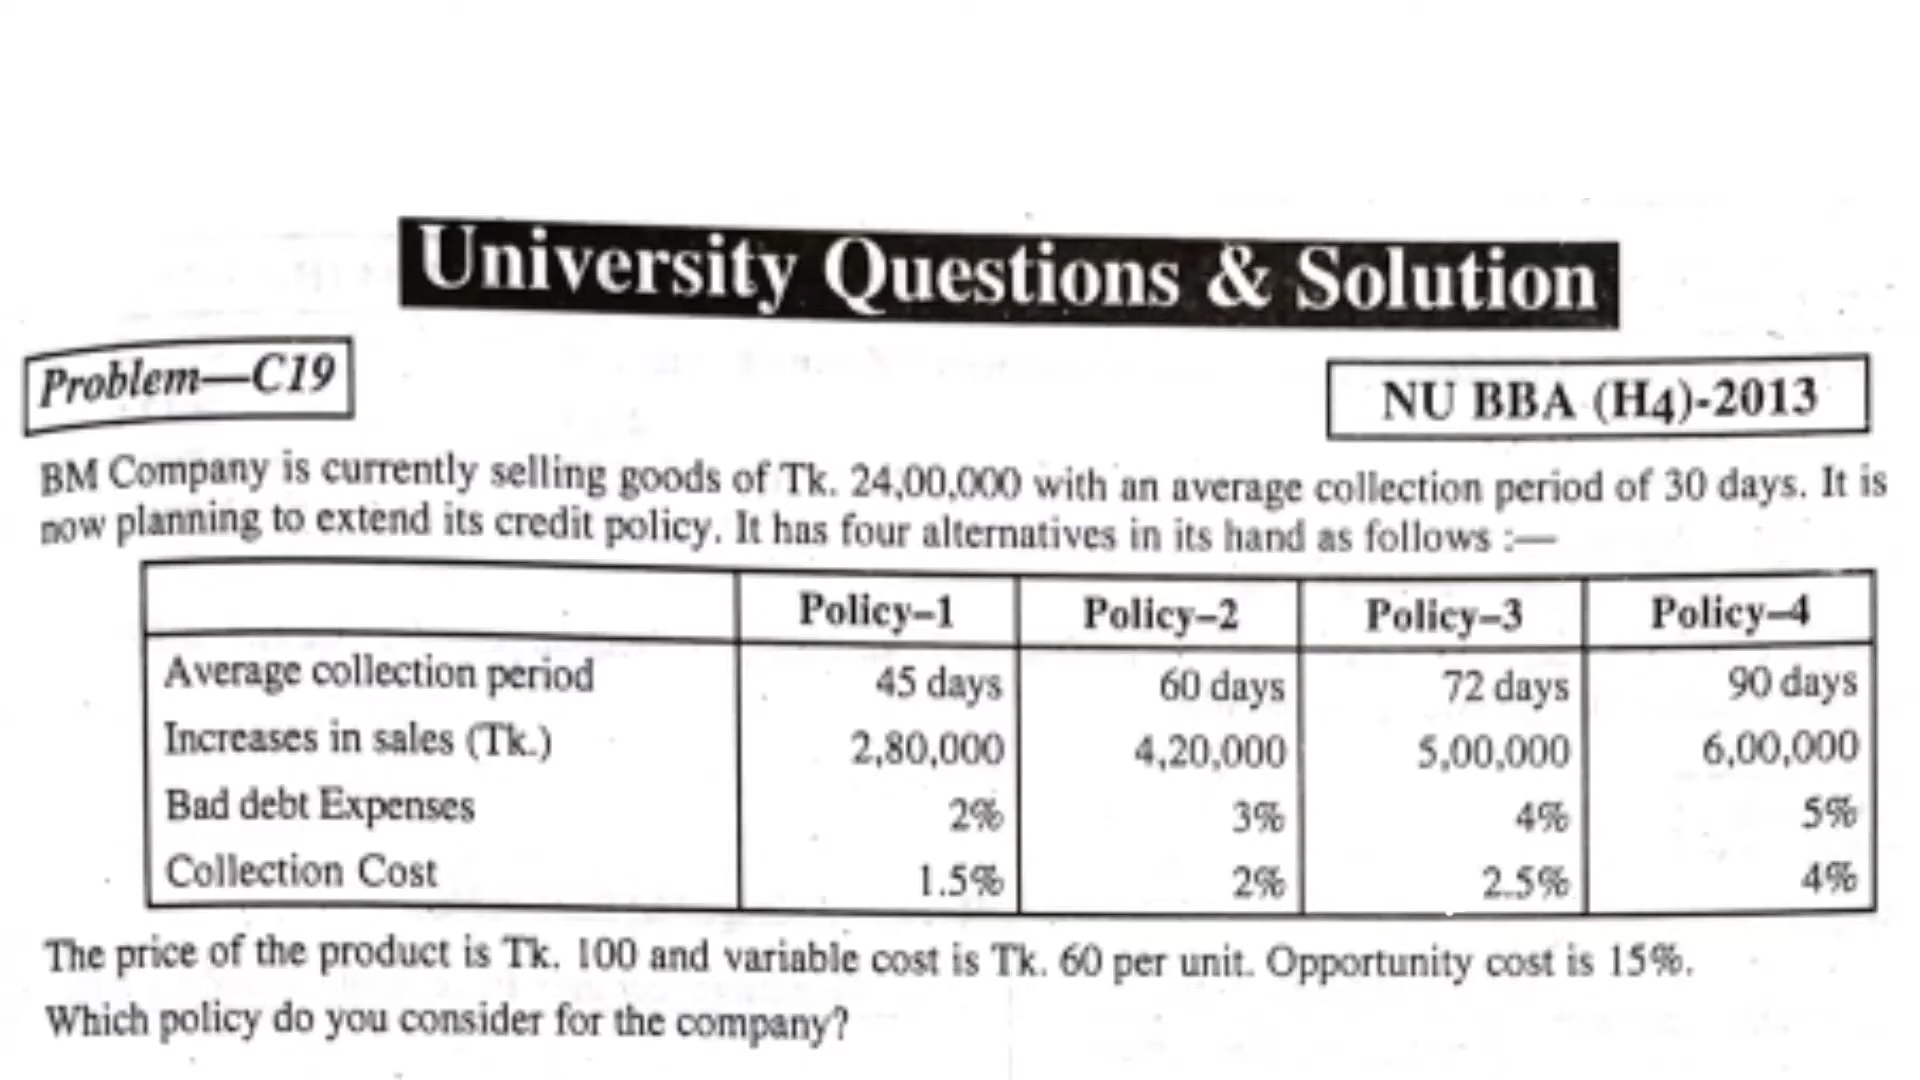 University Questions & Solution
Problem—C19
NU BBA (H4)-2013
BM Company is currently selling goods of Tk. 24,00,000 with an average collection period of 30 days. It is
now planning to extend its credit policy. It has four alternatives in its hand as follows :—
Policy–1 Policy–2 Policy–3 Policy–4
Average collection period 45 days 60 days 72 days 90 days
Increases in sales (Tk.) 2,80,000 4,20,000 5,00,000 6,00,000
Bad debt Expenses 2% 3% 4% 5%
Collection Cost 1.5% 2% 2.5% 4%
The price of the product is Tk. 100 and variable cost is Tk. 60 per unit. Opportunity cost is 15%.
Which policy do you consider for the company?